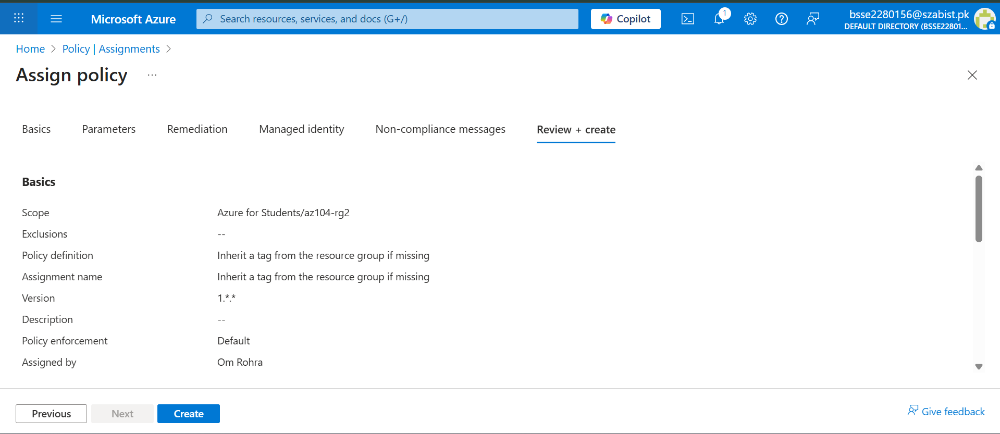 Microsoft Azure
Search resources, services, and docs (G+/)
Copilot
1
bsse2280156@szabist.pk
DEFAULT DIRECTORY (BSSE22801...
Home > Policy | Assignments >
Assign policy ...
Basics Parameters Remediation Managed identity Non-compliance messages Review + create
Basics
Scope Azure for Students/az104-rg2
Exclusions --
Policy definition Inherit a tag from the resource group if missing
Assignment name Inherit a tag from the resource group if missing
Version 1.*.*
Description --
Policy enforcement Default
Assigned by Om Rohra
Previous Next Create
Give feedback